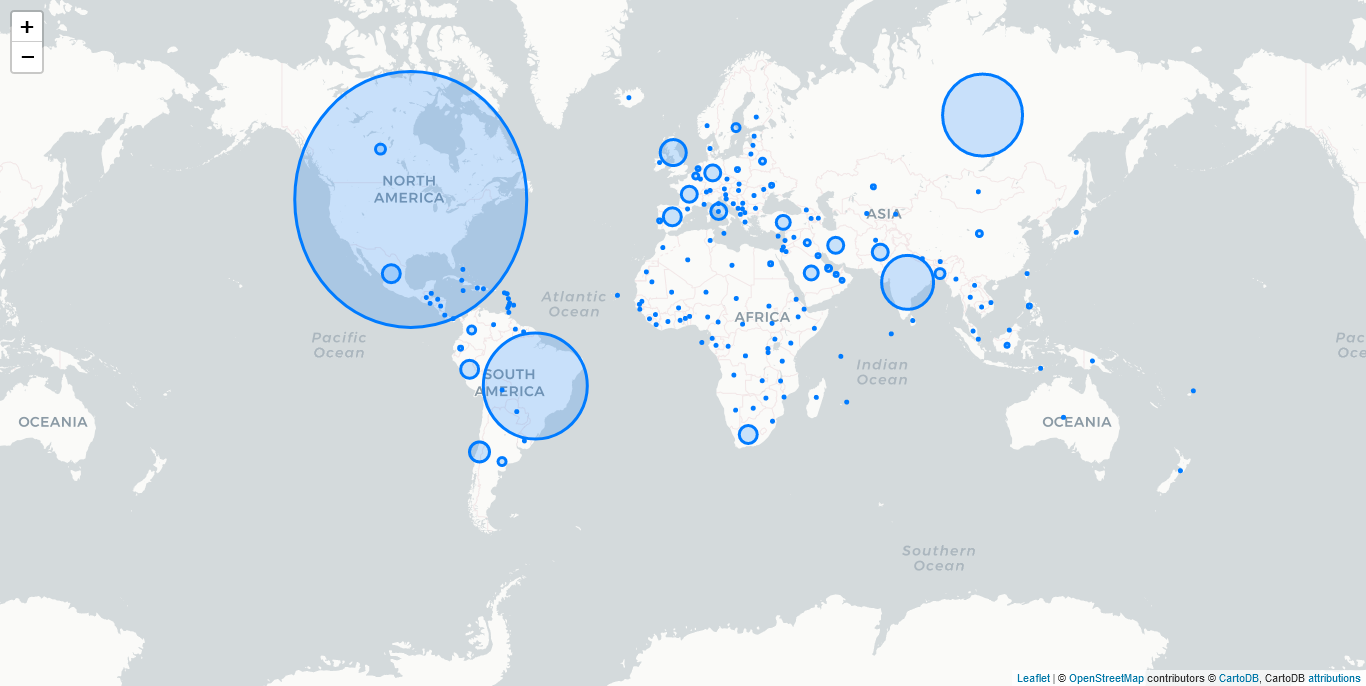 +
−
NORTH
AMERICA
ASIA
Atlantic
Ocean
AFRICA
Pacific
Ocean
Pac
Oce
Indian
Ocean
SOUTH
AMERICA
OCEANIA
OCEANIA
Southern
Ocean
Leaflet | © OpenStreetMap contributors © CartoDB, CartoDB attributions